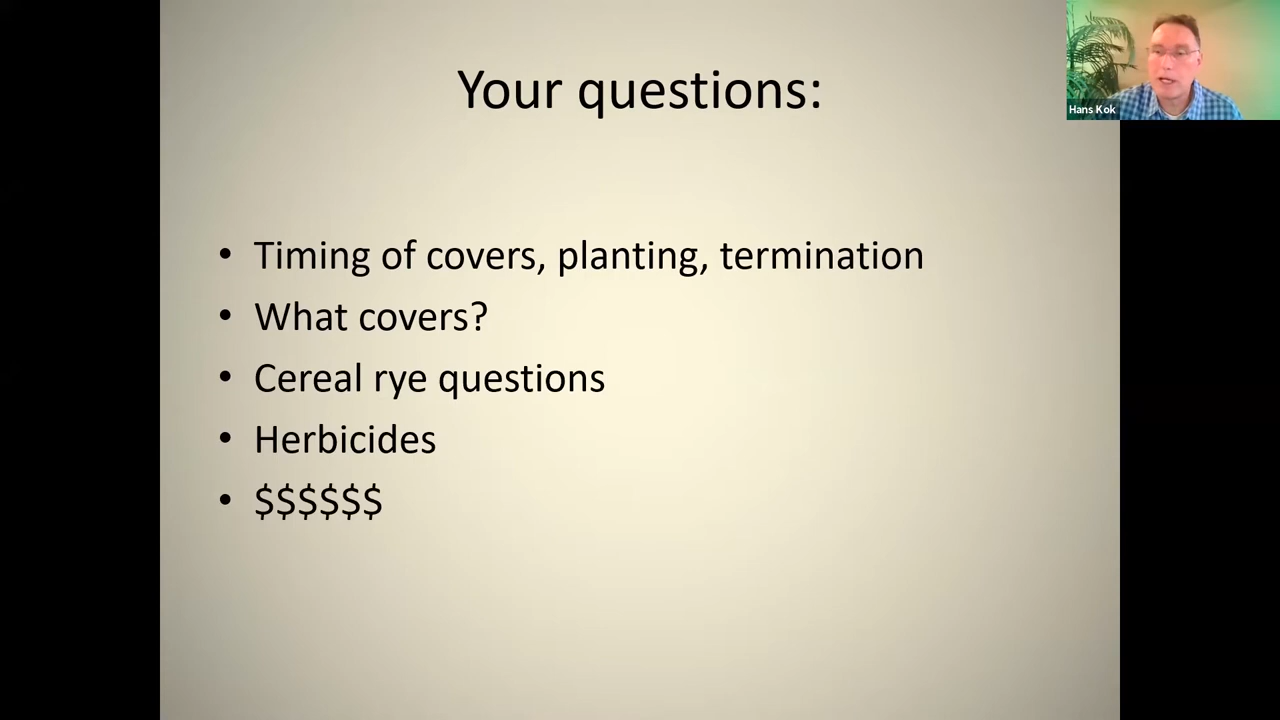 Your questions:
Hans Kok
• Timing of covers, planting, termination
• What covers?
• Cereal rye questions
• Herbicides
• $$$$$$